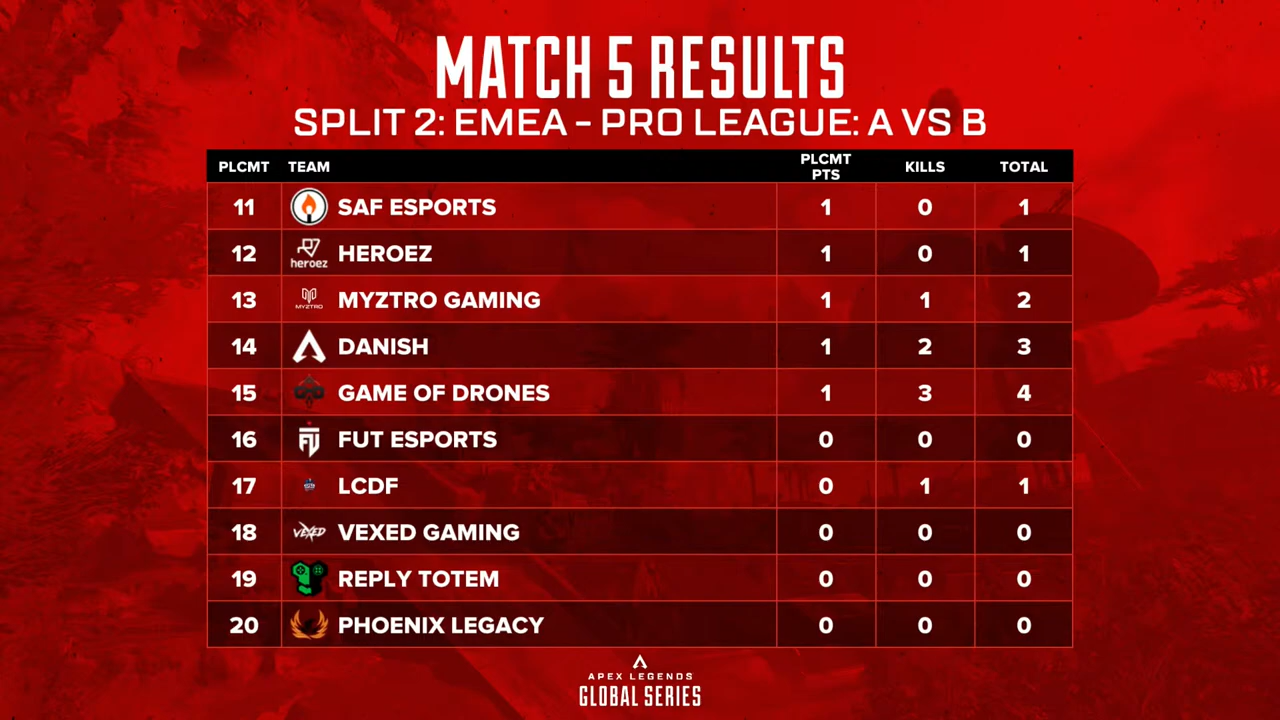 MATCH 5 RESULTS
SPLIT 2: EMEA - PRO LEAGUE: A VS B
PLCMT TEAM PLCMT PTS KILLS TOTAL
11 SAF ESPORTS 1 0 1
12 heroez HEROEZ 1 0 1
13 MYZTRO MYZTRO GAMING 1 1 2
14 DANISH 1 2 3
15 GAME OF DRONES 1 3 4
16 FUT ESPORTS 0 0 0
17 LCDF 0 1 1
18 VEXED VEXED GAMING 0 0 0
19 REPLY TOTEM 0 0 0
20 PHOENIX LEGACY 0 0 0
APEX LEGENDS
GLOBAL SERIES